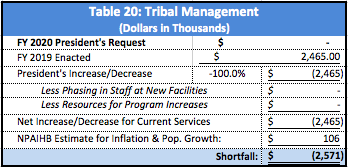 Table 20: Tribal Management
(Dollars in Thousands)
FY 2020 President's Request $ -
FY 2019 Enacted $ 2,465.00
President's Increase/Decrease -100.0% $ (2,465)
Less Phasing in Staff at New Facilities $ -
Less Resources for Program Increases $ -
Net Increase/Decrease for Current Services $ (2,465)
NPAIHB Estimate for Inflation & Pop. Growth: $ 106
Shortfall: $ (2,571)